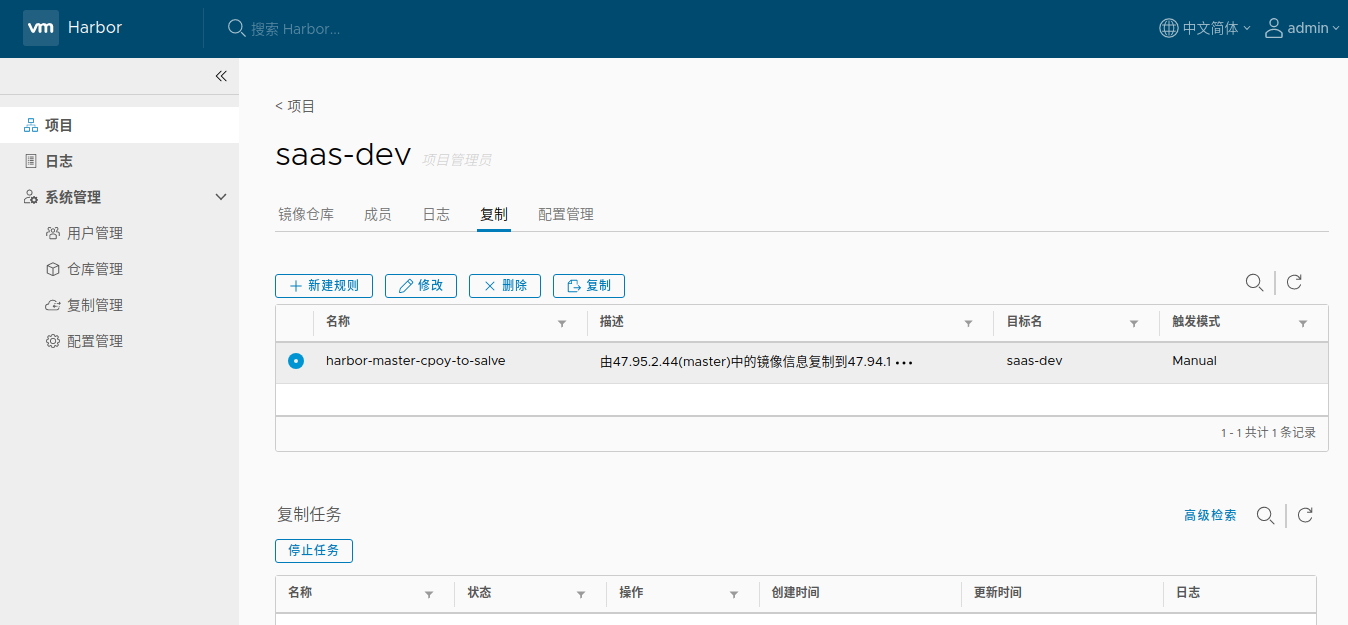 vm Harbor 搜索 Harbor... 中文简体 admin
项目
日志
系统管理
用户管理
仓库管理
复制管理
配置管理
< 项目
saas-dev 项目管理员
镜像仓库 成员 日志 复制 配置管理
新建规则 修改 删除 复制
名称 描述 目标名 触发模式
harbor-master-cpoy-to-salve 由47.95.2.44(master)中的镜像信息复制到47.94.1 ••• saas-dev Manual
1 - 1 共计 1 条记录
复制任务 高级检索
停止任务
名称 状态 操作 创建时间 更新时间 日志